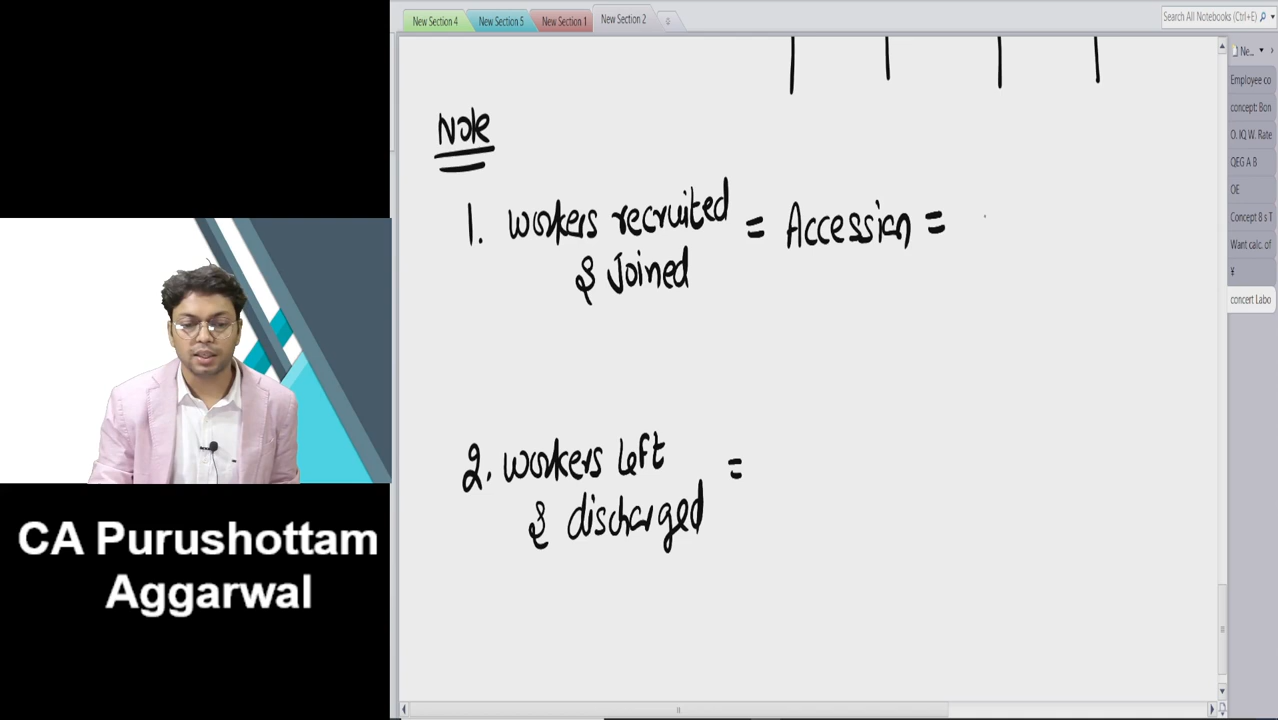 New Section 4
New Section 5
New Section 1
New Section 2
Search All Notebooks (Ctrl+E)
Ne...
Employee co
concept: Bon
O. IQ W. Rate
QEG A B
OE
Concept 8 s T
Want calc. of
¥
concert Labo
Note
1. workers recruited = Accession =
& Joined
2. workers left =
& discharged
CA Purushottam
Aggarwal